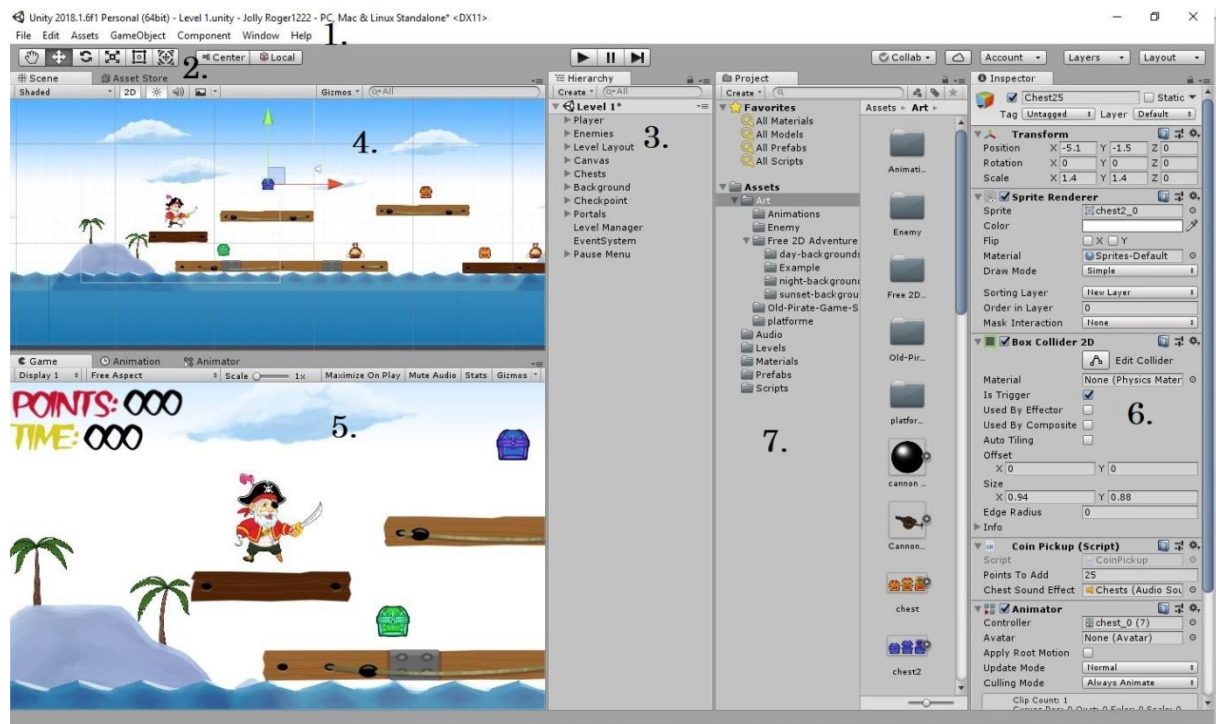 Unity 2018.1.6f1 Personal (64bit) - Level 1.unity - Jolly Roger1222 - PC, Mac & Linux Standalone* <DX11>
File Edit Assets GameObject Component Window Help 1.
2. Center Local Collab Account Layers Layout
Scene Asset Store
Shaded 2D Gizmos All
4.
Game Animation Animator
Display 1 Free Aspect Scale 1x Maximize On Play Mute Audio Stats Gizmos
POINTS: 000
TIME: 000
5.
Hierarchy
Create All
Level 1*
Player
Enemies
3.
Level Layout
Canvas
Chests
Background
Checkpoint
Portals
Level Manager
EventSystem
Pause Menu
Project
Create
Favorites
All Materials
All Models
All Prefabs
All Scripts
Assets
Art
Animations
Enemy
Free 2D Adventure
day-backgrounds
Example
night-background
sunset-backgrou
Old-Pirate-Game-S
platforme
Audio
Levels
Materials
Prefabs
Scripts
7.
Assets Art
Animati...
Enemy
Free 2D...
Old-Pir...
platfor...
cannon ...
Cannon...
chest
chest2
Inspector
Chest25 Static
Tag Untagged Layer Default
Transform
Position X -5.1 Y -1.5 Z 0
Rotation X 0 Y 0 Z 0
Scale X 1.4 Y 1.4 Z 0
Sprite Renderer
Sprite chest2_0
Color
Flip X Y
Material Sprites-Default
Draw Mode Simple
Sorting Layer New Layer
Order in Layer 0
Mask Interaction None
Box Collider 2D
Edit Collider
Material None (Physics Mater
Is Trigger
Used By Effector
6.
Used By Composite
Auto Tiling
Offset
X 0 Y 0
Size
X 0.94 Y 0.88
Edge Radius 0
Info
Coin Pickup (Script)
Script CoinPickup
Points To Add 25
Chest Sound Effect Chests (Audio Sou
Animator
Controller chest_0 (7)
Avatar None (Avatar)
Apply Root Motion
Update Mode Normal
Culling Mode Always Animate
Clip Count: 1